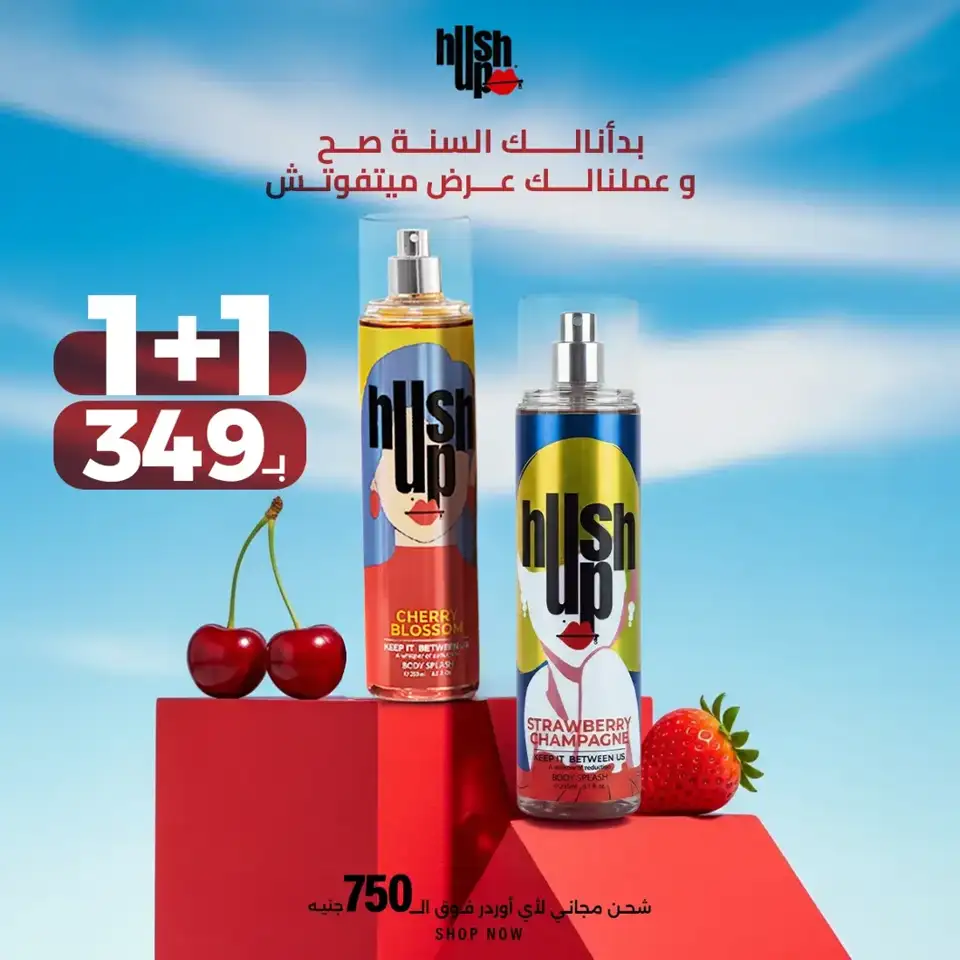 hush
up
بدأنالك السنة صح
و عملنالك عرض ميتفوتش
1+1
بـ349
hush
up
CHERRY
BLOSSOM
KEEP IT BETWEEN US
BODY SPLASH
hush
up
STRAWBERRY
CHAMPAGNE
KEEP IT BETWEEN US
BODY SPLASH
شحن مجاني لأي أوردر فوق الـ750جنيه
SHOP NOW